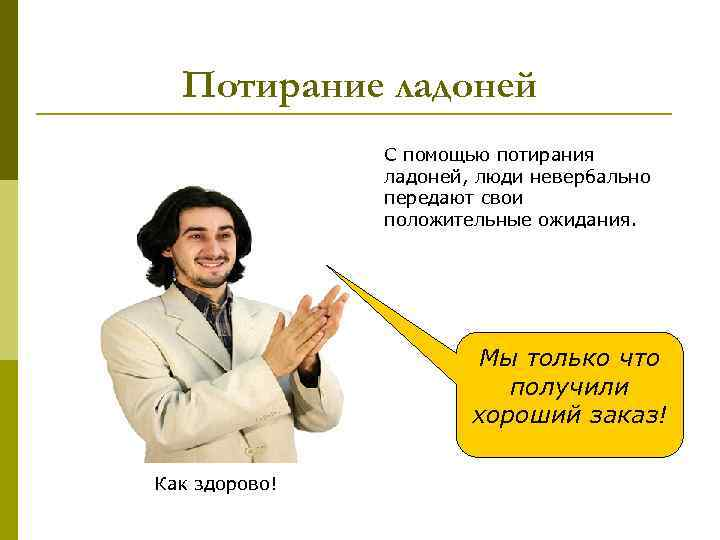 Потирание ладоней
С помощью потирания
ладоней, люди невербально
передают свои
положительные ожидания.
Мы только что
получили
хороший заказ!
Как здорово!